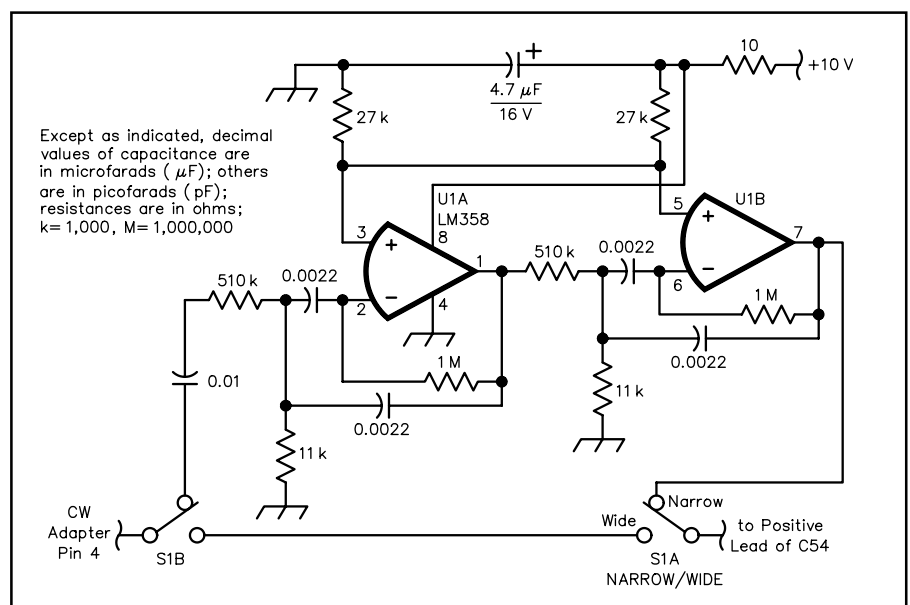 10
+10 V
+
4.7 µF
16 V
27 k
27 k
Except as indicated, decimal
values of capacitance are
in microfarads ( µF); others
are in picofarads ( pF);
resistances are in ohms;
k= 1,000, M= 1,000,000
U1A
LM358
8
3
+
−
2
1
4
5
+
U1B
7
−
6
510 k
0.0022
510 k
0.0022
1 M
0.0022
1 M
0.0022
0.01
11 k
11 k
CW
Adapter
Pin 4
S1B
Wide
Narrow
S1A
NARROW/WIDE
to Positive
Lead of C54